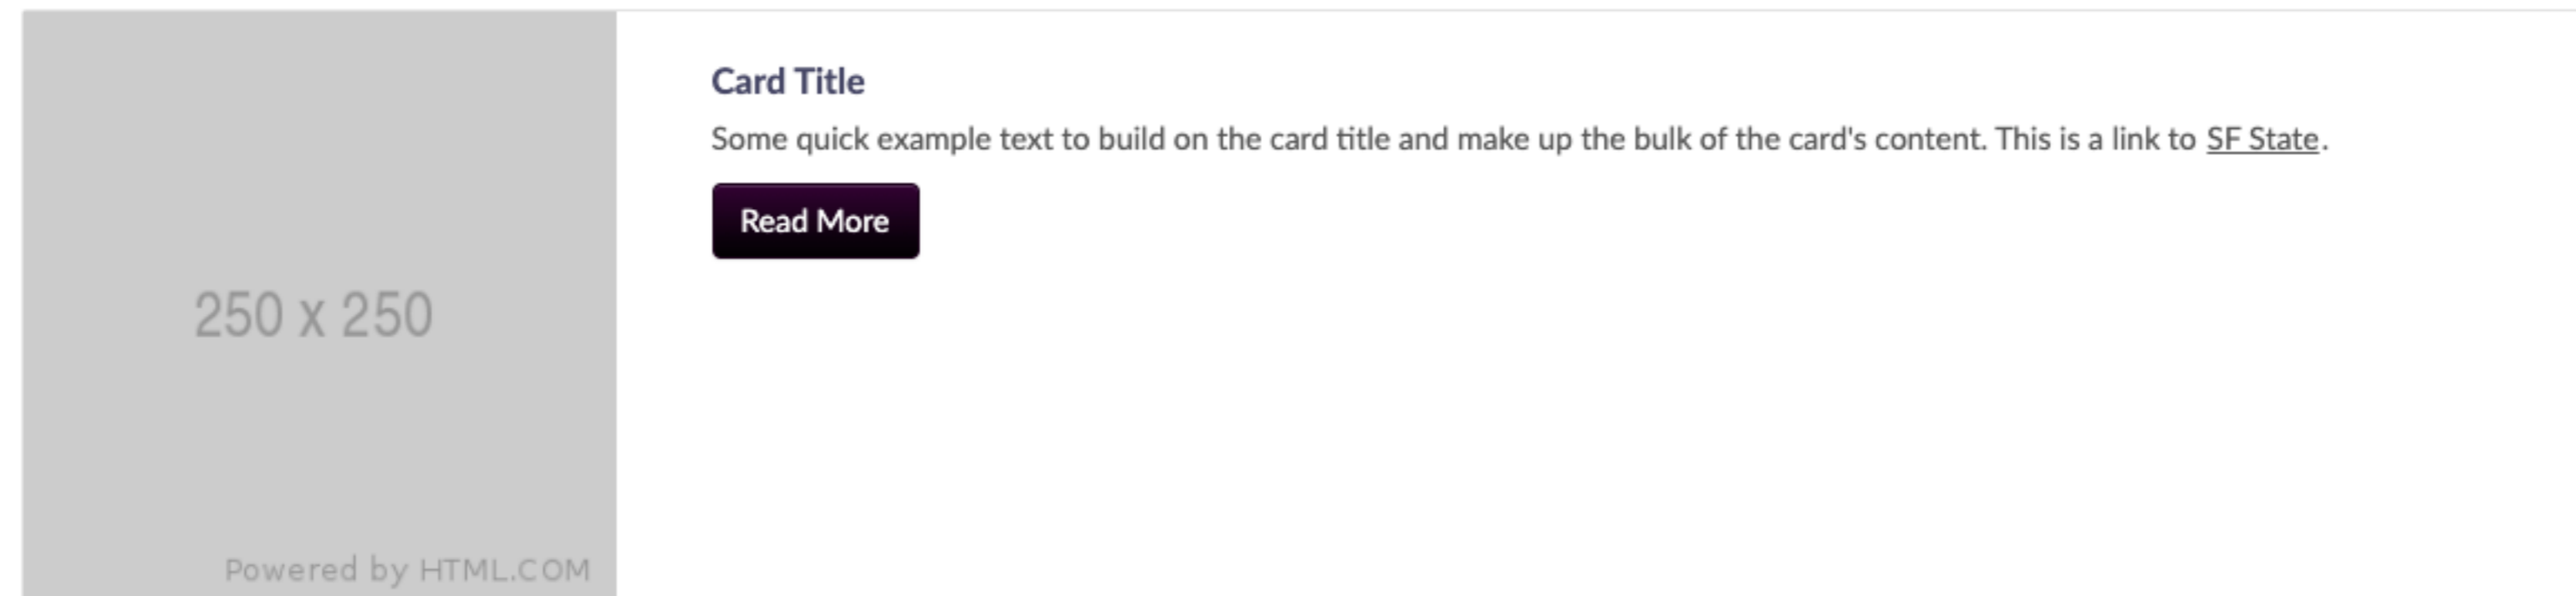 Card Title
Some quick example text to build on the card title and make up the bulk of the card's content. This is a link to SF State.
Read More
250 x 250
Powered by HTML.COM